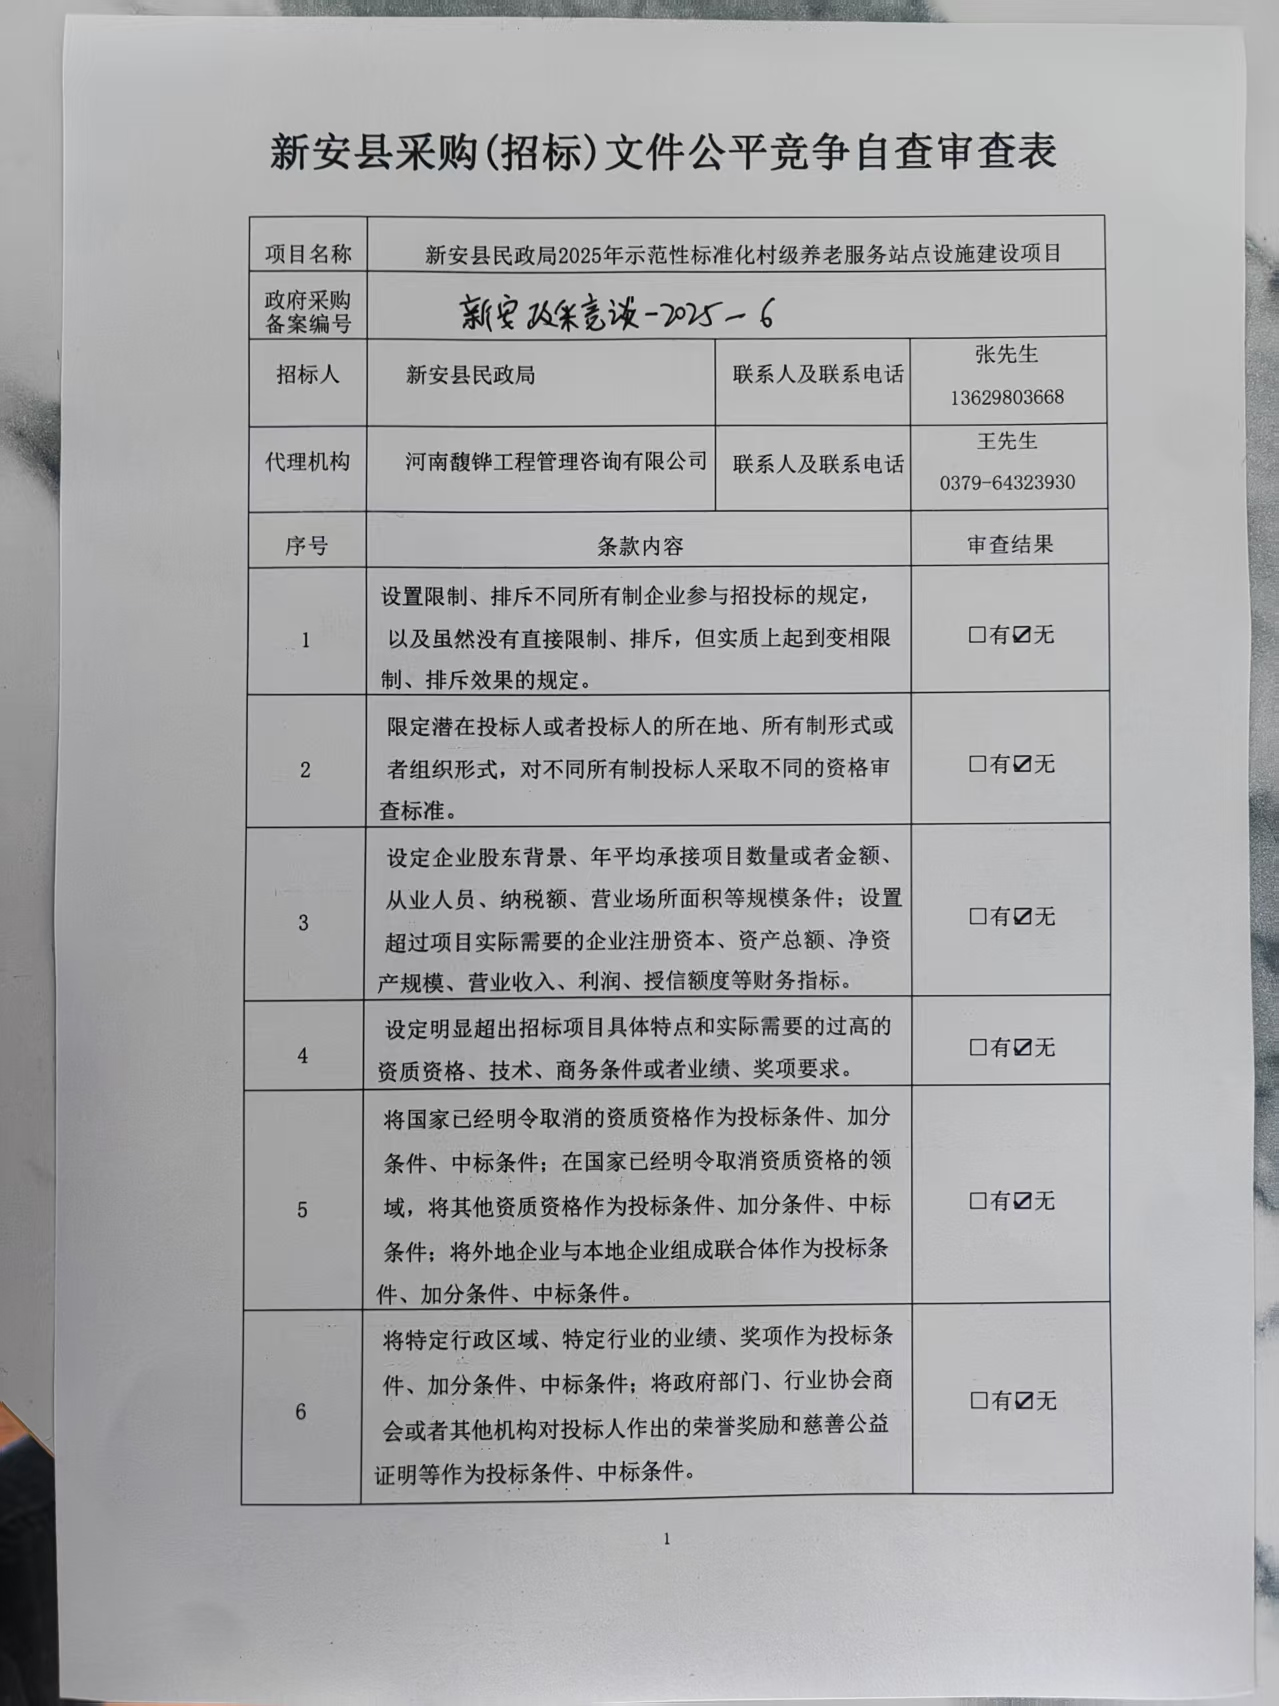 新安县采购(招标)文件公平竞争自查审查表
项目名称
新安县民政局2025年示范性标准化村级养老服务站点设施建设项目
政府采购
备案编号
新安政采竞谈-2025-6
招标人
新安县民政局
联系人及联系电话
张先生
13629803668
代理机构
河南馥铧工程管理咨询有限公司
联系人及联系电话
王先生
0379-64323930
序号
条款内容
审查结果
1
设置限制、排斥不同所有制企业参与招投标的规定，
以及虽然没有直接限制、排斥，但实质上起到变相限
制、排斥效果的规定。
☐有☑无
2
限定潜在投标人或者投标人的所在地、所有制形式或
者组织形式，对不同所有制投标人采取不同的资格审
查标准。
☐有☑无
3
设定企业股东背景、年平均承接项目数量或者金额、
从业人员、纳税额、营业场所面积等规模条件；设置
超过项目实际需要的企业注册资本、资产总额、净资
产规模、营业收入、利润、授信额度等财务指标。
☐有☑无
4
设定明显超出招标项目具体特点和实际需要的过高的
资质资格、技术、商务条件或者业绩、奖项要求。
☐有☑无
5
将国家已经明令取消的资质资格作为投标条件、加分
条件、中标条件；在国家已经明令取消资质资格的领
域，将其他资质资格作为投标条件、加分条件、中标
条件；将外地企业与本地企业组成联合体作为投标条
件、加分条件、中标条件。
☐有☑无
6
将特定行政区域、特定行业的业绩、奖项作为投标条
件、加分条件、中标条件；将政府部门、行业协会商
会或者其他机构对投标人作出的荣誉奖励和慈善公益
证明等作为投标条件、中标条件。
☐有☑无
1